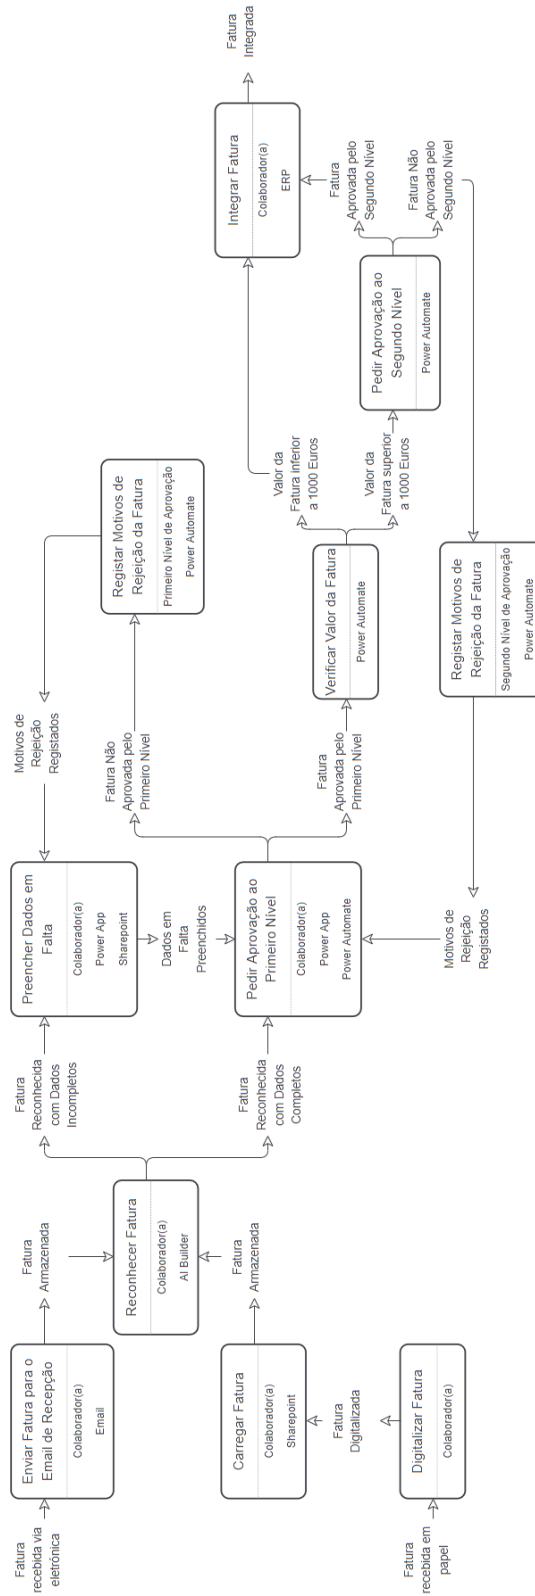 Fatura
recebida via
eletrónica
Enviar Fatura para o
Email de Recepção
Colaborador(a)
Email
Fatura
Armazenada
Fatura
recebida em
papel
Digitalizar Fatura
Colaborador(a)
Fatura
Digitalizada
Carregar Fatura
Colaborador(a)
Sharepoint
Fatura
Armazenada
Reconhecer Fatura
Colaborador(a)
AI Builder
Fatura
Reconhecida
com Dados
Incompletos
Fatura
Reconhecida
com Dados
Completos
Preencher Dados em
Falta
Colaborador(a)
Power App
Sharepoint
Dados em
Falta
Preenchidos
Pedir Aprovação ao
Primeiro Nível
Colaborador(a)
Power App
Power Automate
Motivos de
Rejeição
Registados
Fatura Não
Aprovada pelo
Primeiro Nível
Fatura
Aprovada pelo
Primeiro Nível
Motivos de
Rejeição
Registados
Registar Motivos de
Rejeição da Fatura
Primeiro Nível de Aprovação
Power Automate
Verificar Valor da Fatura
Power Automate
Registar Motivos de
Rejeição da Fatura
Segundo Nível de Aprovação
Power Automate
Valor da
Fatura inferior
a 1000 Euros
Valor da
Fatura superior
a 1000 Euros
Pedir Aprovação ao
Segundo Nível
Power Automate
Fatura
Aprovada pelo
Segundo Nível
Fatura Não
Aprovada pelo
Segundo Nível
Integrar Fatura
Colaborador(a)
ERP
Fatura
Integrada